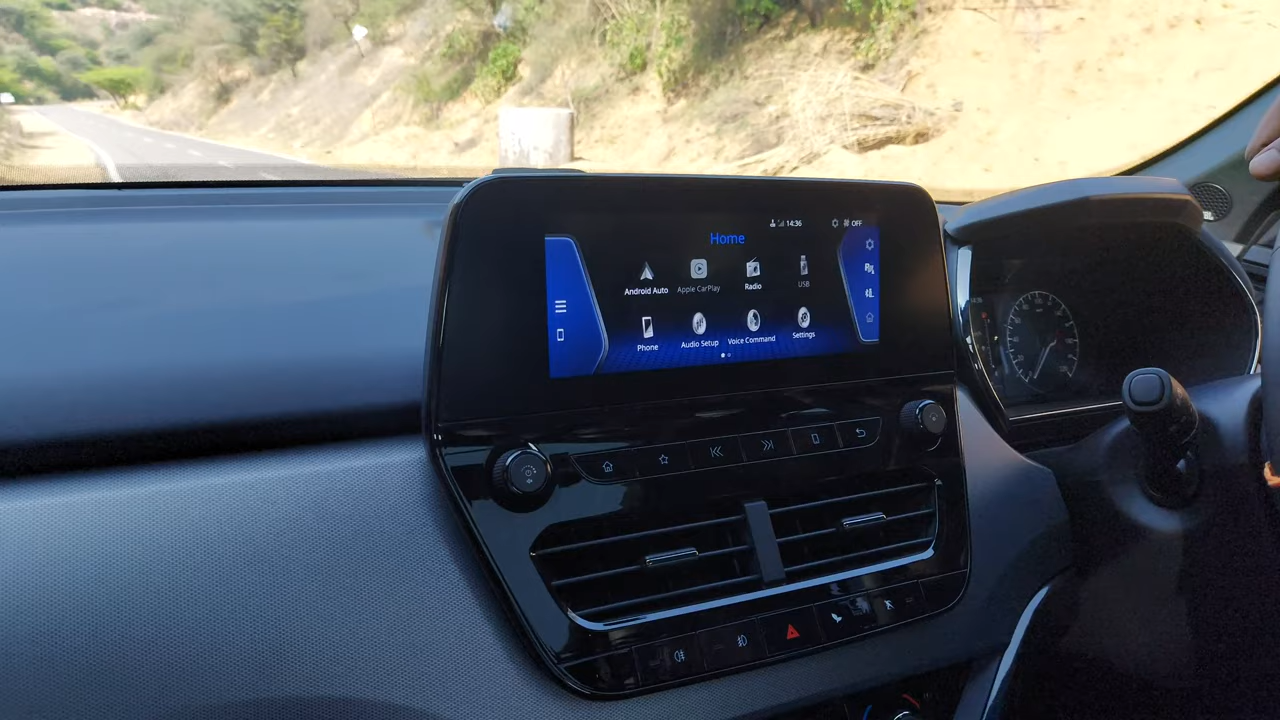 14:36
OFF
Home
Android Auto
Apple CarPlay
Radio
USB
Phone
Audio Setup
Voice Command
Settings